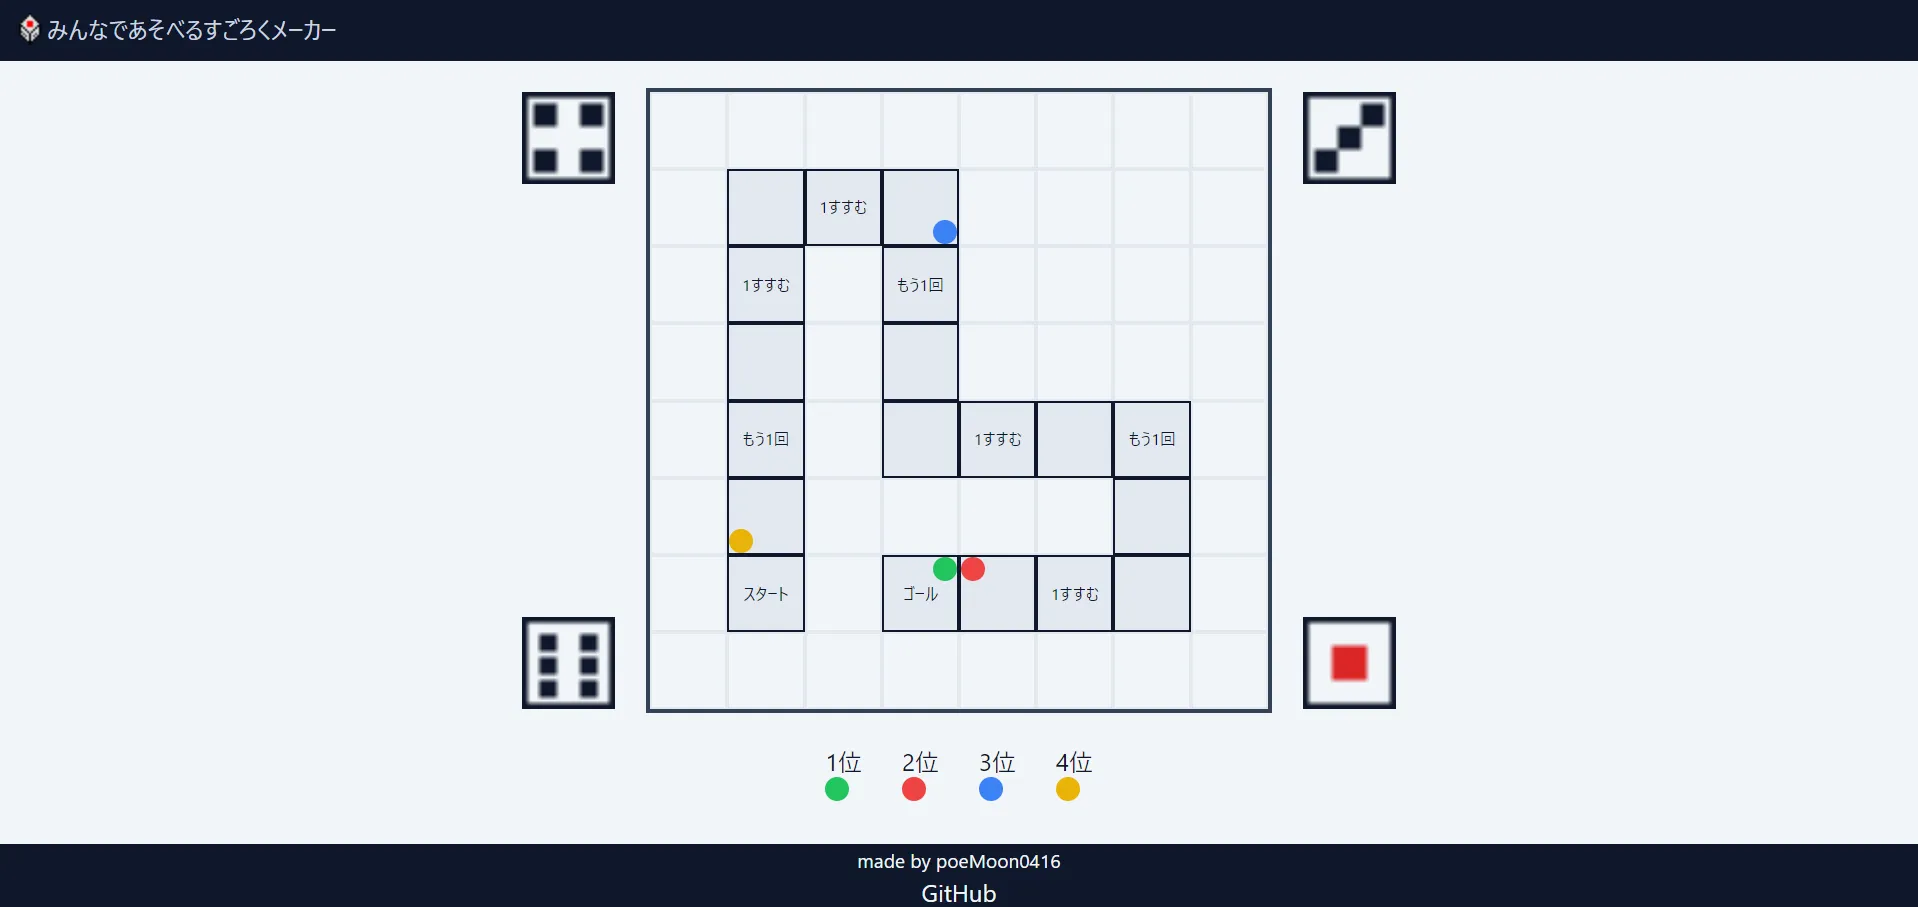 みんなであそべるすごろくメーカー
1すすむ
1すすむ
もう1回
もう1回
1すすむ
もう1回
スタート
ゴール
1すすむ
1位
2位
3位
4位
made by poeMoon0416
GitHub